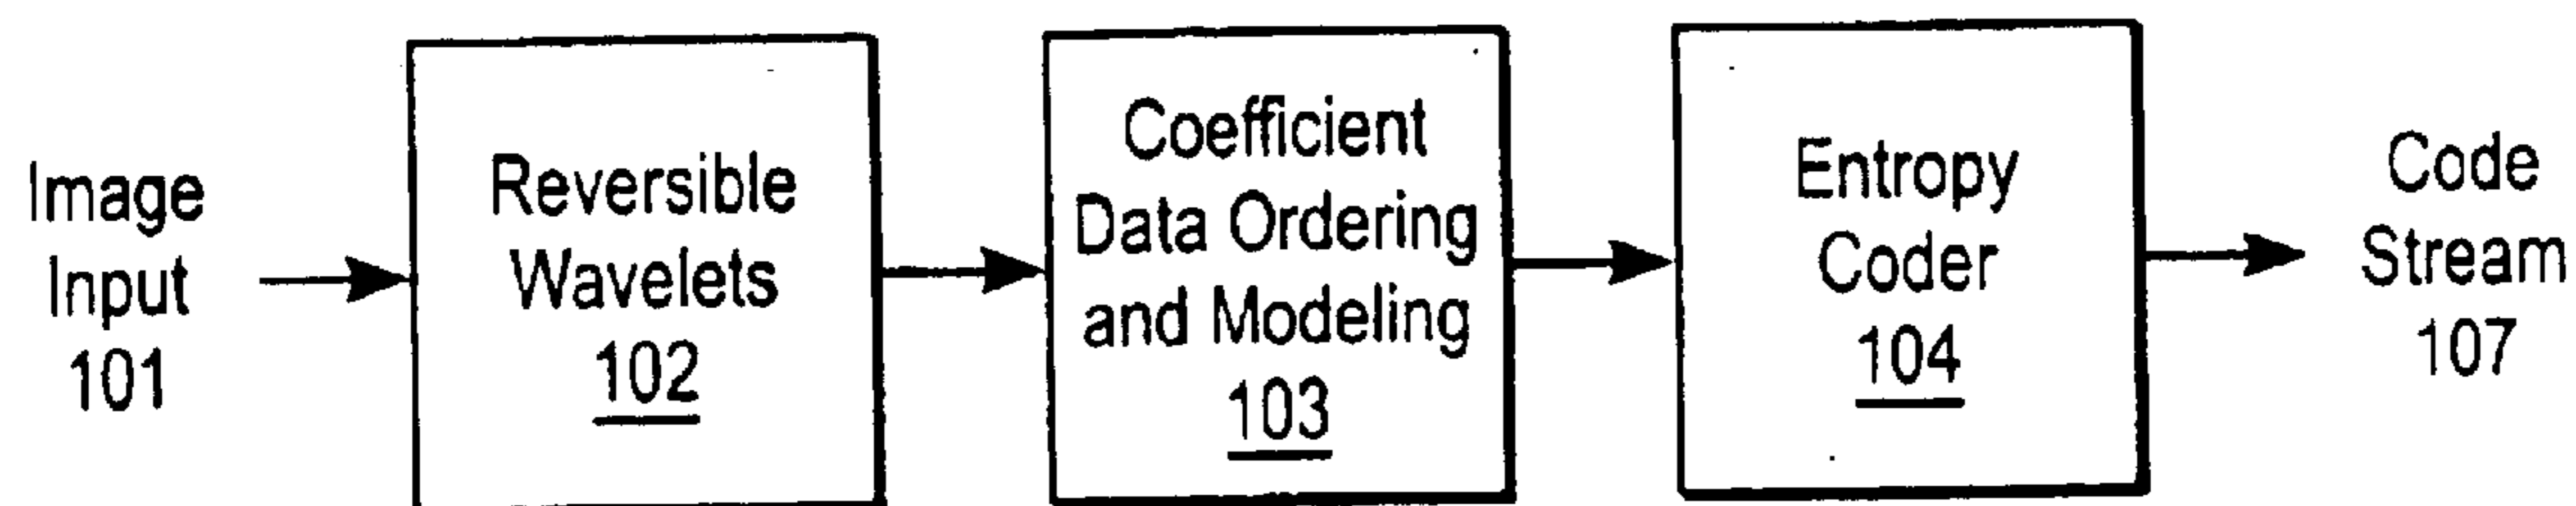 Image
Input
101
Reversible
Wavelets
102
Coefficient
Data Ordering
and Modeling
103
Entropy
Coder
104
Code
Stream
107